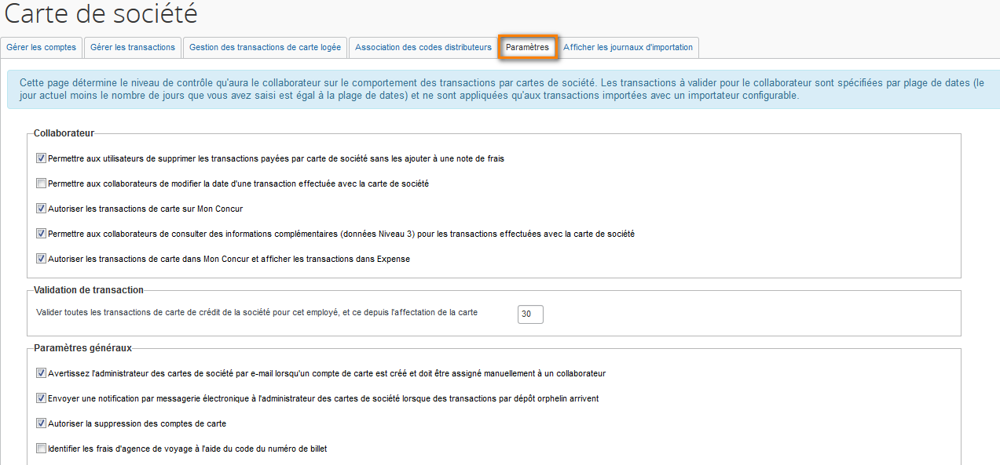 Carte de société
Gérer les comptes
Gérer les transactions
Gestion des transactions de carte logée
Association des codes distributeurs
Paramètres
Afficher les journaux d'importation
Cette page détermine le niveau de contrôle qu'aura le collaborateur sur le comportement des transactions par cartes de société. Les transactions à valider pour le collaborateur sont spécifiées par plage de dates (le
jour actuel moins le nombre de jours que vous avez saisi est égal à la plage de dates) et ne sont appliquées qu'aux transactions importées avec un importateur configurable.
Collaborateur
Permettre aux utilisateurs de supprimer les transactions payées par carte de société sans les ajouter à une note de frais
Permettre aux collaborateurs de modifier la date d'une transaction effectuée avec la carte de société
Autoriser les transactions de carte sur Mon Concur
Permettre aux collaborateurs de consulter des informations complémentaires (données Niveau 3) pour les transactions effectuées avec la carte de société
Autoriser les transactions de carte dans Mon Concur et afficher les transactions dans Expense
Validation de transaction
Valider toutes les transactions de carte de crédit de la société pour cet employé, et ce depuis l'affectation de la carte
30
Paramètres généraux
Avertissez l'administrateur des cartes de société par e-mail lorsqu'un compte de carte est créé et doit être assigné manuellement à un collaborateur
Envoyer une notification par messagerie électronique à l'administrateur des cartes de société lorsque des transactions par dépôt orphelin arrivent
Autoriser la suppression des comptes de carte
Identifier les frais d'agence de voyage à l'aide du code du numéro de billet